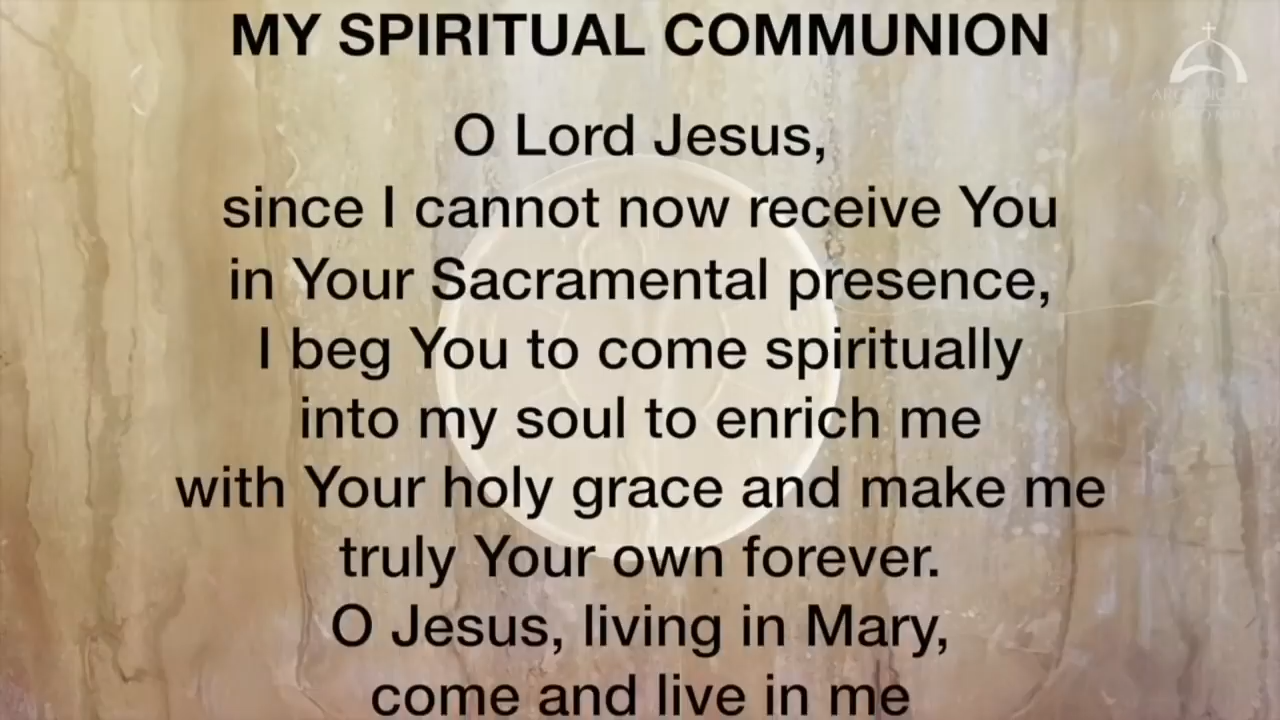 MY SPIRITUAL COMMUNION
O Lord Jesus,
since I cannot now receive You
in Your Sacramental presence,
I beg You to come spiritually
into my soul to enrich me
with Your holy grace and make me
truly Your own forever.
O Jesus, living in Mary,
come and live in me